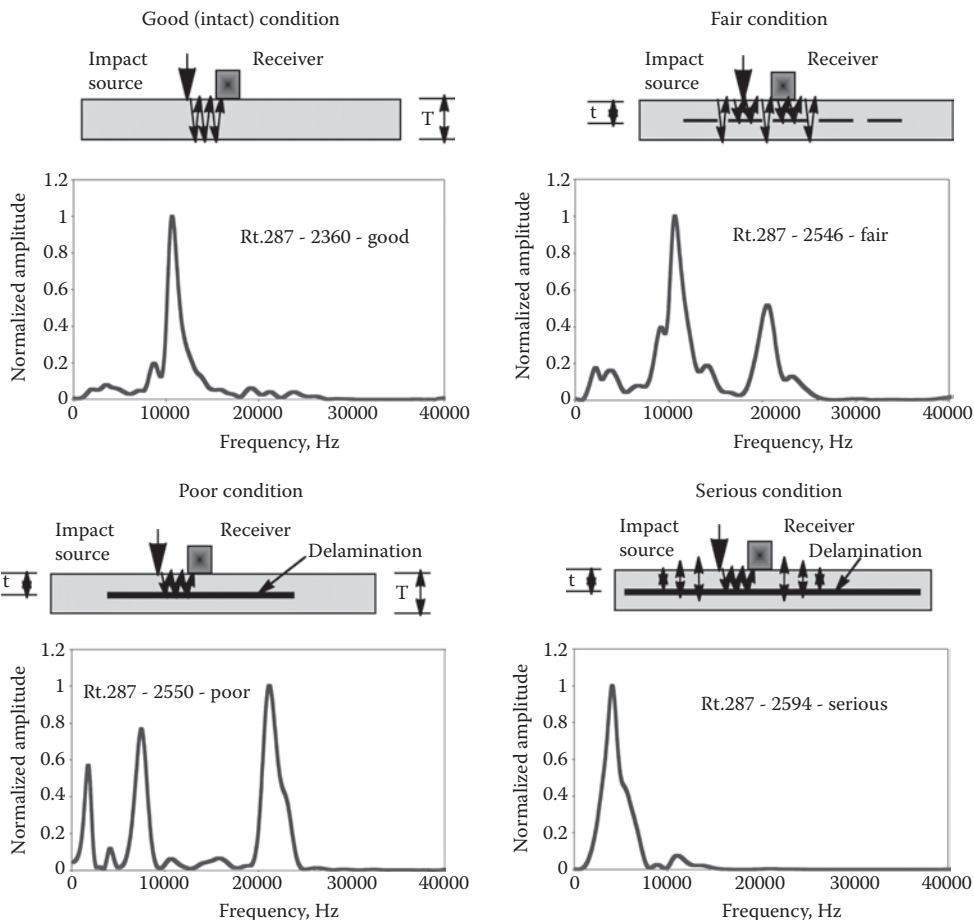 Good (intact) condition
Impact
source
Receiver
T
1.2
1
0.8
0.6
0.4
0.2
0
Normalized amplitude
Rt.287 - 2360 - good
0
10000
20000
30000
40000
Frequency, Hz
Fair condition
Impact
source
Receiver
t
1.2
1
0.8
0.6
0.4
0.2
0
Normalized amplitude
Rt.287 - 2546 - fair
0
10000
20000
30000
40000
Frequency, Hz
Poor condition
Impact
source
Receiver
Delamination
t
T
1.2
1
0.8
0.6
0.4
0.2
0
Normalized amplitude
Rt.287 - 2550 - poor
0
10000
20000
30000
40000
Frequency, Hz
Serious condition
Impact
source
Receiver
Delamination
t
1.2
1
0.8
0.6
0.4
0.2
0
Normalized amplitude
Rt.287 - 2594 - serious
0
10000
20000
30000
40000
Frequency, Hz